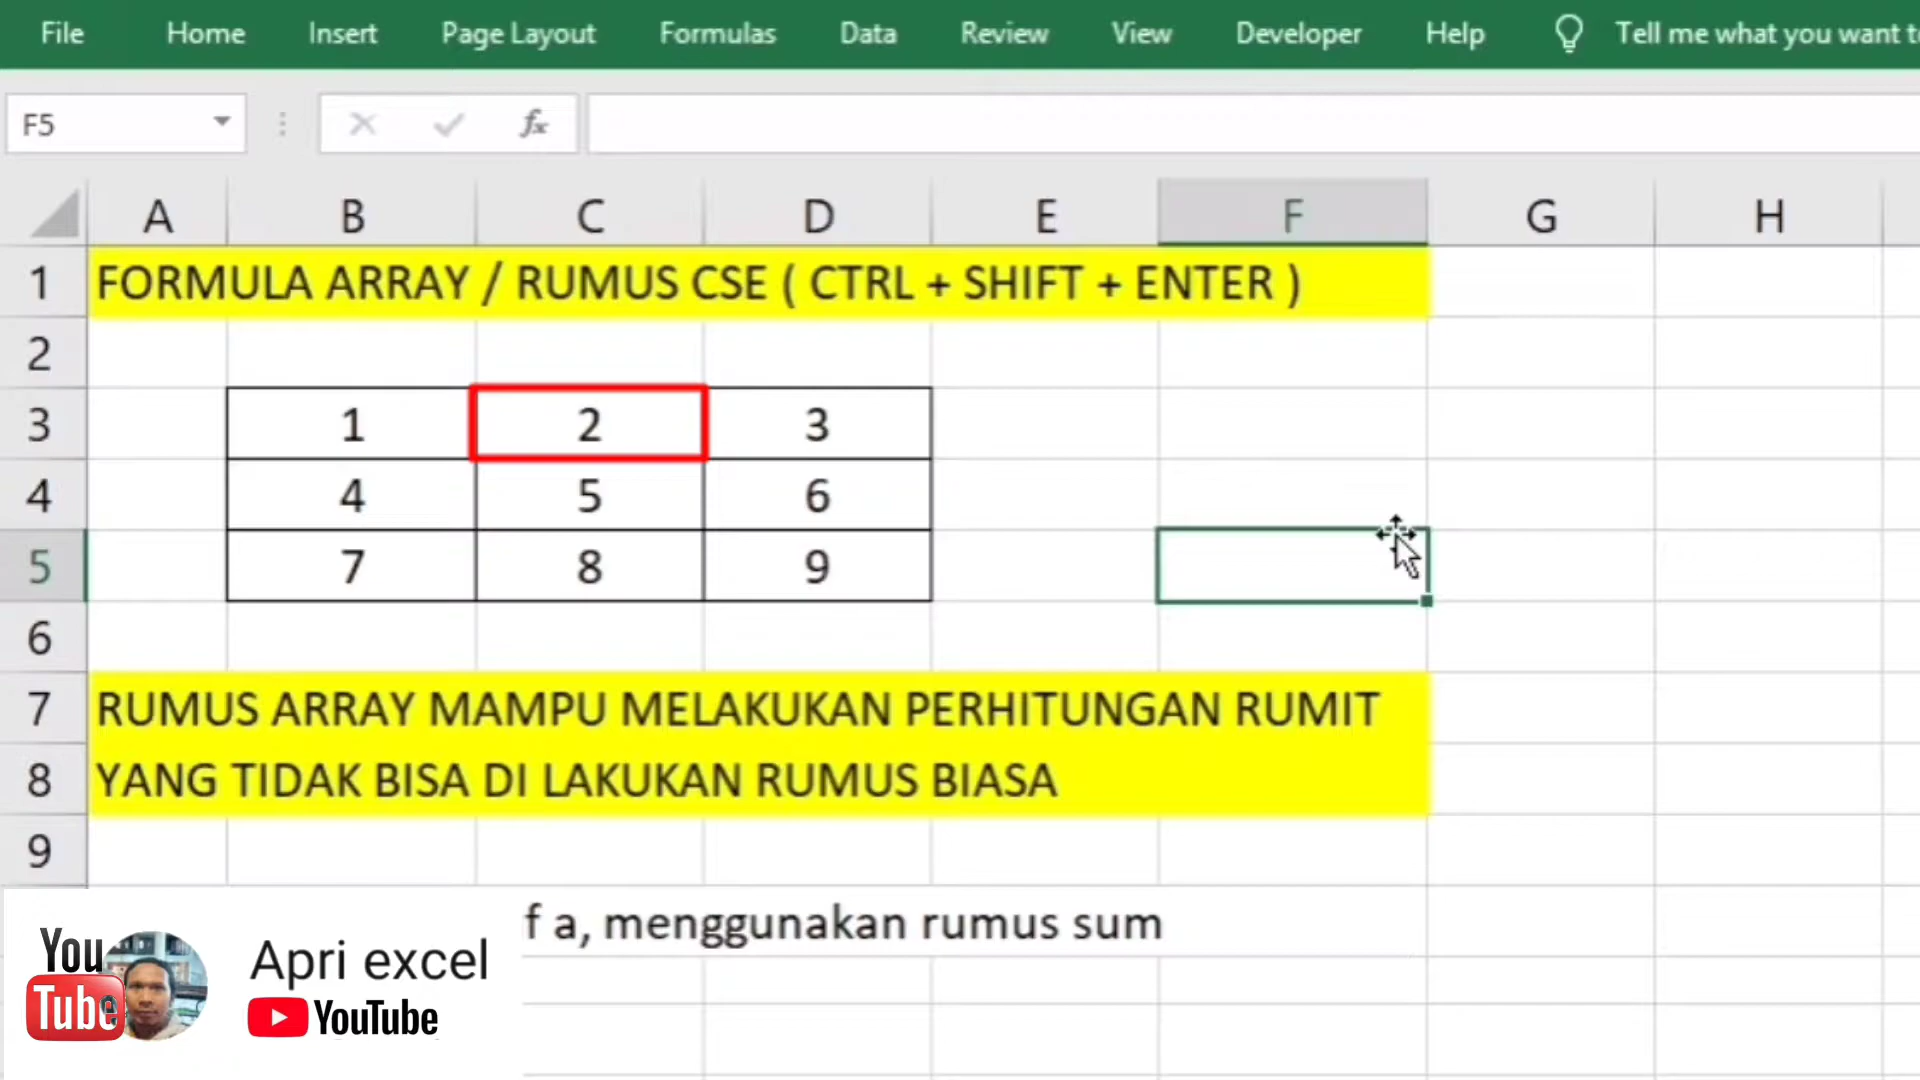 File Home Insert Page Layout Formulas Data Review View Developer Help Tell me what you want t
F5 fx
A B C D E F G H
1 FORMULA ARRAY / RUMUS CSE ( CTRL + SHIFT + ENTER )
2
3 1 2 3
4 4 5 6
5 7 8 9
6
7 RUMUS ARRAY MAMPU MELAKUKAN PERHITUNGAN RUMIT
8 YANG TIDAK BISA DI LAKUKAN RUMUS BIASA
9
f a, menggunakan rumus sum
You
Tube
Apri excel
YouTube